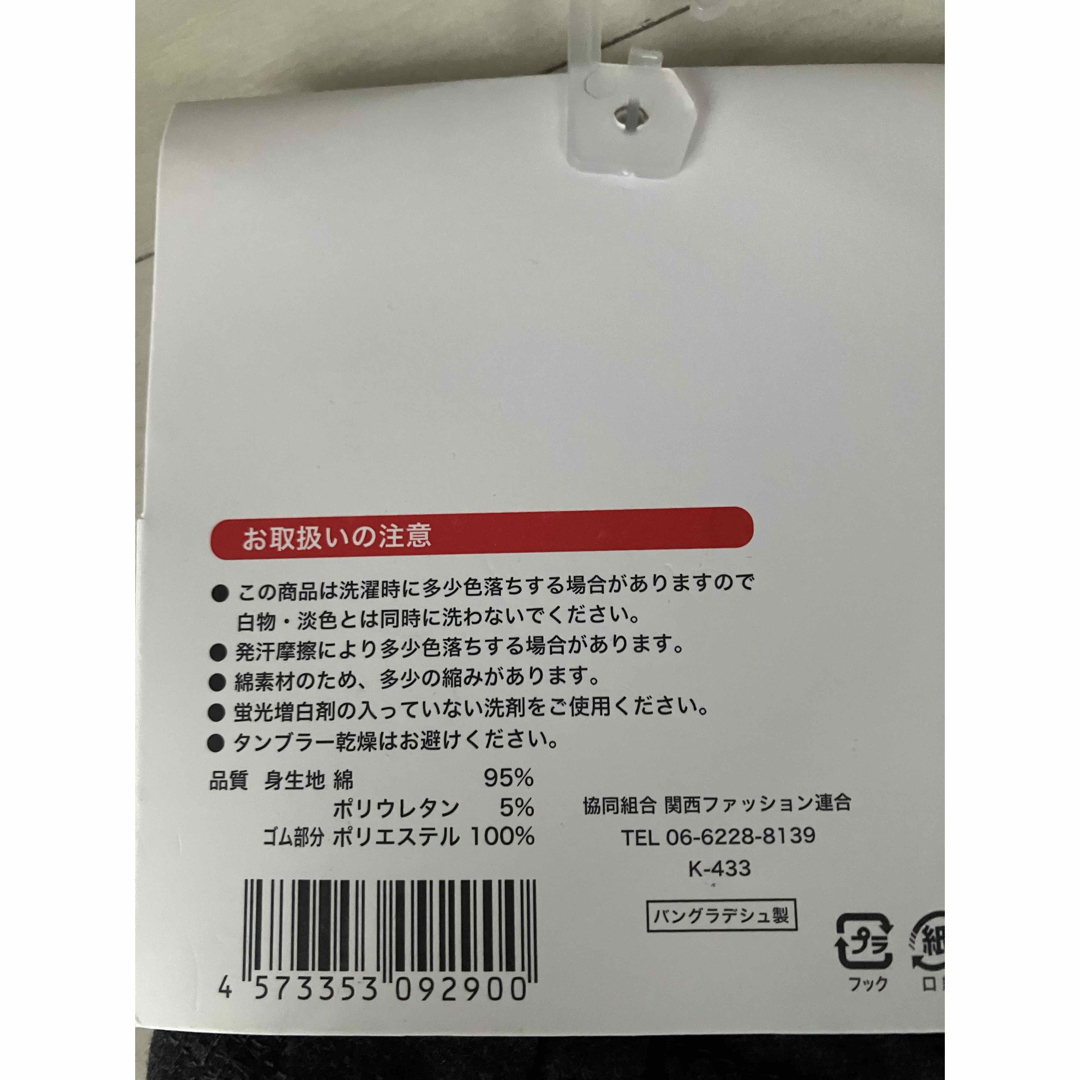 お取扱いの注意
● この商品は洗濯時に多少色落ちする場合がありますので
白物・淡色とは同時に洗わないでください。
● 発汗摩擦により多少色落ちする場合があります。
● 綿素材のため、多少の縮みがあります。
● 蛍光増白剤の入っていない洗剤をご使用ください。
● タンブラー乾燥はお避けください。
品質 身生地 綿 95%
ポリウレタン 5%
ゴム部分 ポリエステル 100%
協同組合 関西ファッション連合
TEL 06-6228-8139
K-433
バングラデシュ製
プラ
フック
紙
ロ
4 573353 092900